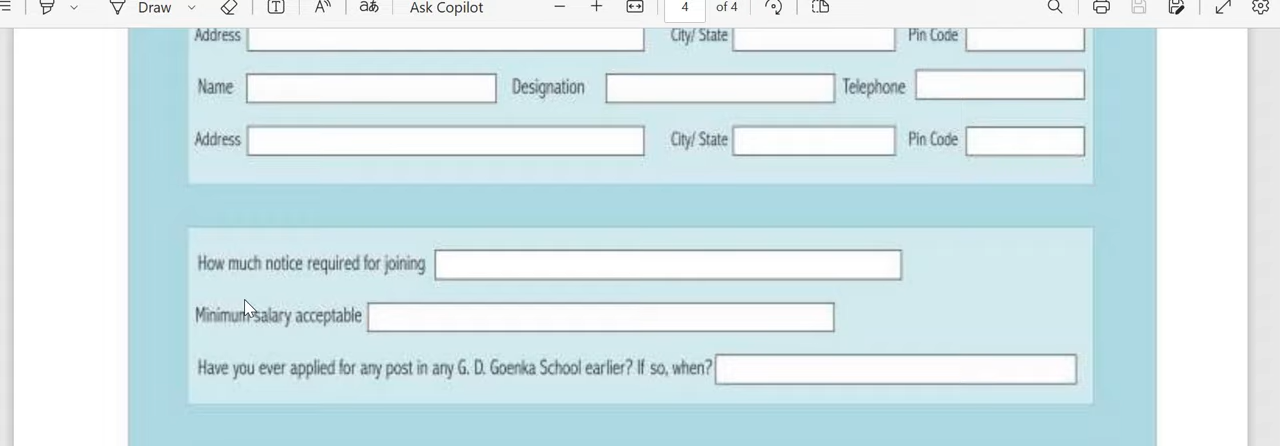 Draw Ask Copilot 4 of 4
Address City/ State Pin Code
Name Designation Telephone
Address City/ State Pin Code
How much notice required for joining
Minimum salary acceptable
Have you ever applied for any post in any G. D. Goenka School earlier? If so, when?